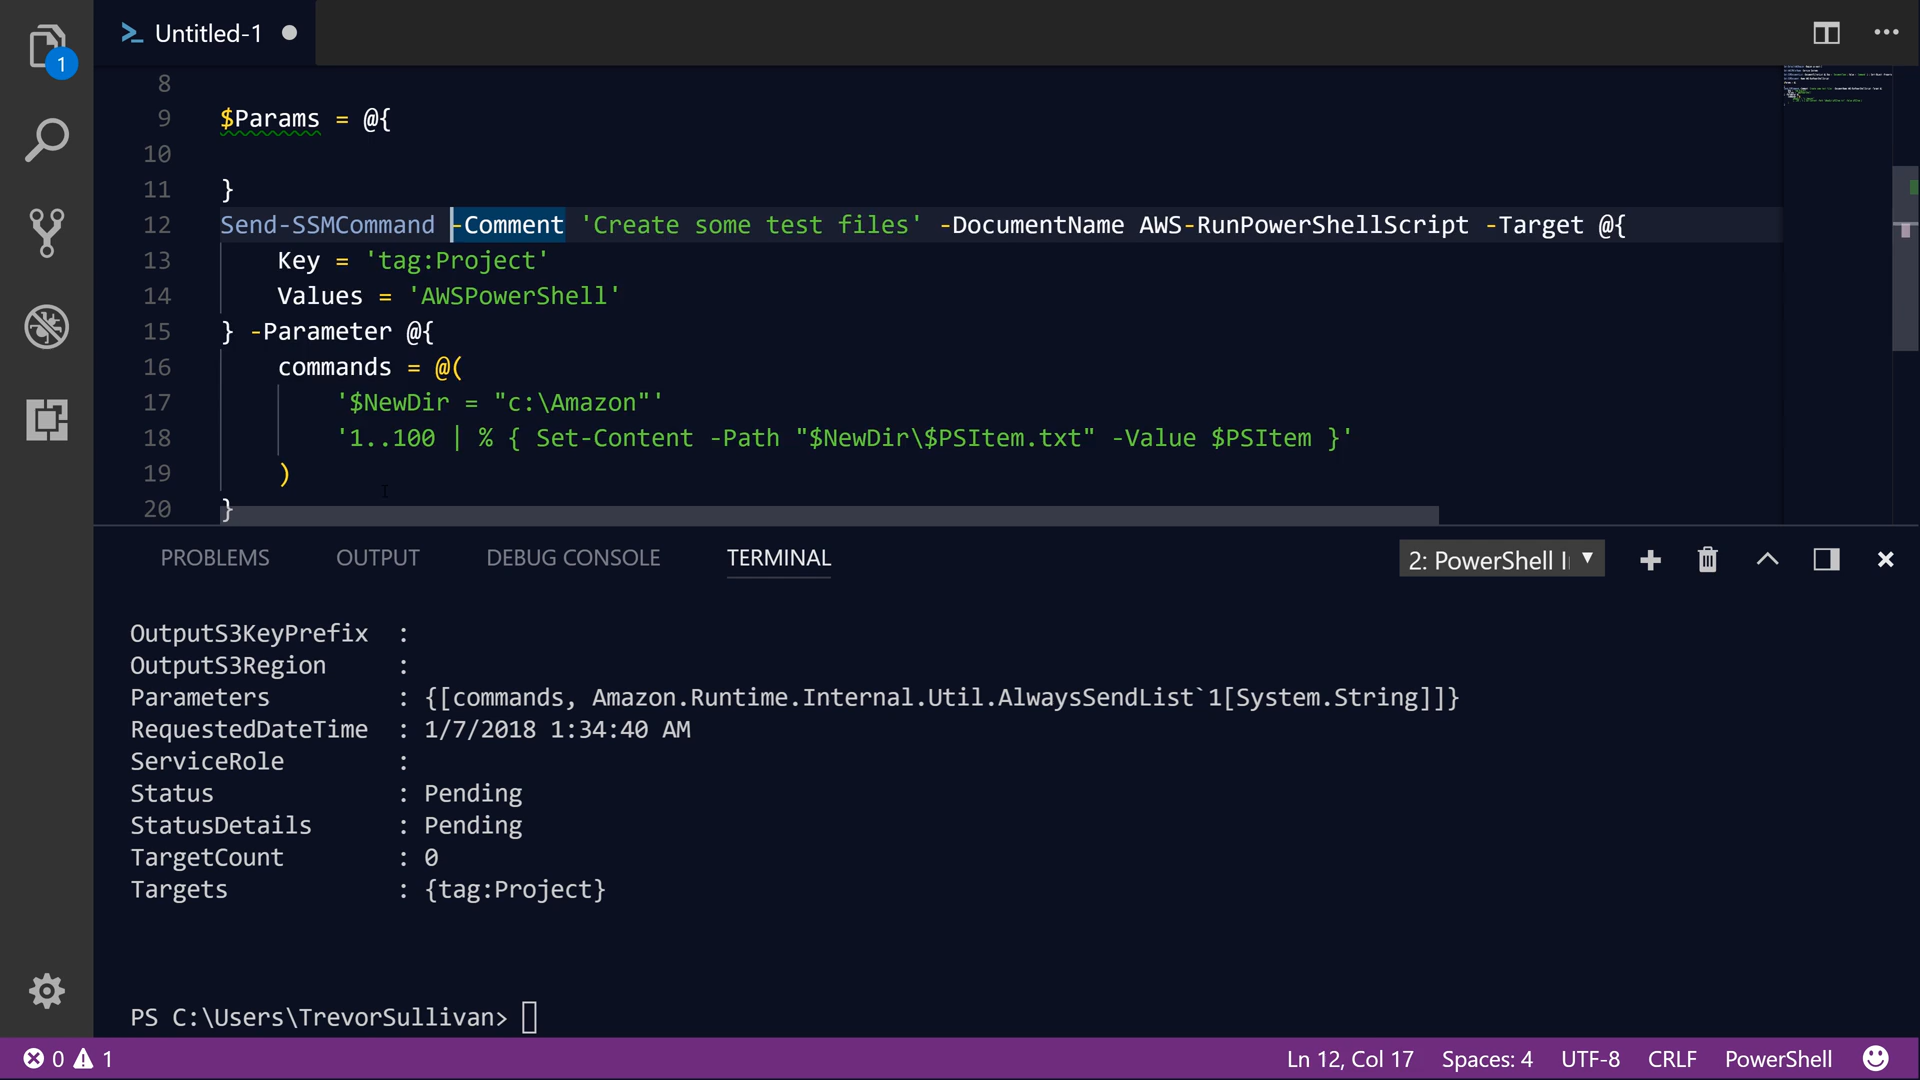 Untitled-1
1
8
9 $Params = @{
10
11 }
12 Send-SSMCommand -Comment 'Create some test files' -DocumentName AWS-RunPowerShellScript -Target @{
13 Key = 'tag:Project'
14 Values = 'AWSPowerShell'
15 } -Parameter @{
16 commands = @(
17 '$NewDir = "c:\Amazon"'
18 '1..100 | % { Set-Content -Path "$NewDir\$PSItem.txt" -Value $PSItem }'
19 )
20 }
PROBLEMS OUTPUT DEBUG CONSOLE TERMINAL 2: PowerShell
OutputS3KeyPrefix :
OutputS3Region :
Parameters : {[commands, Amazon.Runtime.Internal.Util.AlwaysSendList`1[System.String]]}
RequestedDateTime : 1/7/2018 1:34:40 AM
ServiceRole :
Status : Pending
StatusDetails : Pending
TargetCount : 0
Targets : {tag:Project}
PS C:\Users\TrevorSullivan>
0 1 Ln 12, Col 17 Spaces: 4 UTF-8 CRLF PowerShell